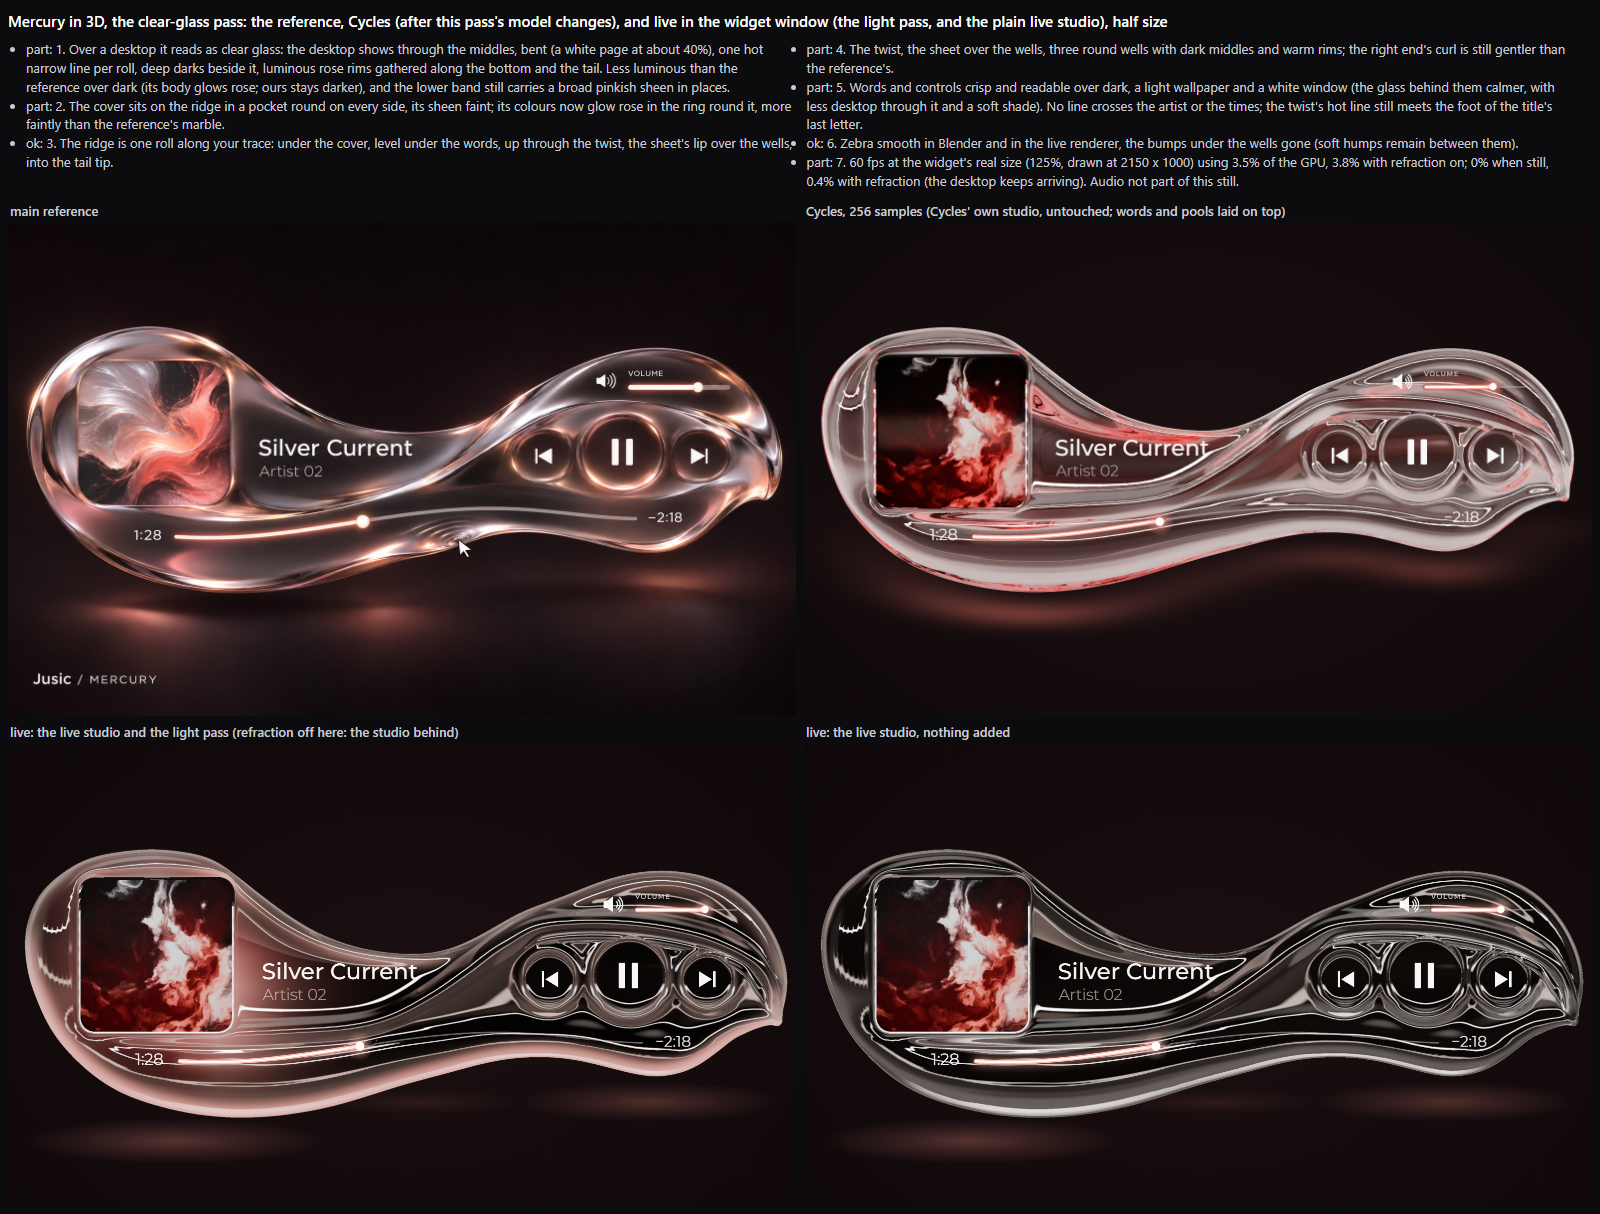 Mercury in 3D, the clear-glass pass: the reference, Cycles (after this pass's model changes), and live in the widget window (the light pass, and the plain live studio), half size
• part: 1. Over a desktop it reads as clear glass: the desktop shows through the middles, bent (a white page at about 40%), one hot
narrow line per roll, deep darks beside it, luminous rose rims gathered along the bottom and the tail. Less luminous than the
reference over dark (its body glows rose; ours stays darker), and the lower band still carries a broad pinkish sheen in places.
• part: 2. The cover sits on the ridge in a pocket round on every side, its sheen faint; its colours now glow rose in the ring round it, more
faintly than the reference's marble.
• ok: 3. The ridge is one roll along your trace: under the cover, level under the words, up through the twist, the sheet's lip over the wells,
into the tail tip.
• part: 4. The twist, the sheet over the wells, three round wells with dark middles and warm rims; the right end's curl is still gentler than
the reference's.
• part: 5. Words and controls crisp and readable over dark, a light wallpaper and a white window (the glass behind them calmer, with
less desktop through it and a soft shade). No line crosses the artist or the times; the twist's hot line still meets the foot of the title's
last letter.
• ok: 6. Zebra smooth in Blender and in the live renderer, the bumps under the wells gone (soft humps remain between them).
• part: 7. 60 fps at the widget's real size (125%, drawn at 2150 x 1000) using 3.5% of the GPU, 3.8% with refraction on; 0% when still,
0.4% with refraction (the desktop keeps arriving). Audio not part of this still.
main reference
VOLUME
Silver Current
Artist 02
1:28
−2:18
Jusic / MERCURY
Cycles, 256 samples (Cycles' own studio, untouched; words and pools laid on top)
VOLUME
Silver Current
Artist 02
1:28
−2:18
live: the live studio and the light pass (refraction off here: the studio behind)
VOLUME
Silver Current
Artist 02
1:28
−2:18
live: the live studio, nothing added
VOLUME
Silver Current
Artist 02
1:28
−2:18